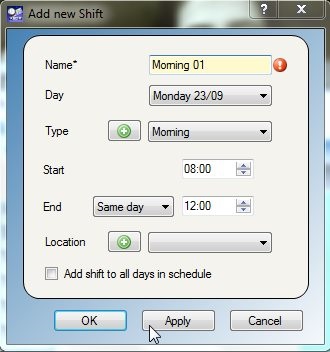 Add new Shift
Name* Morning 01
Day Monday 23/09
Type Morning
Start 08:00
End Same day 12:00
Location
Add shift to all days in schedule
OK Apply Cancel